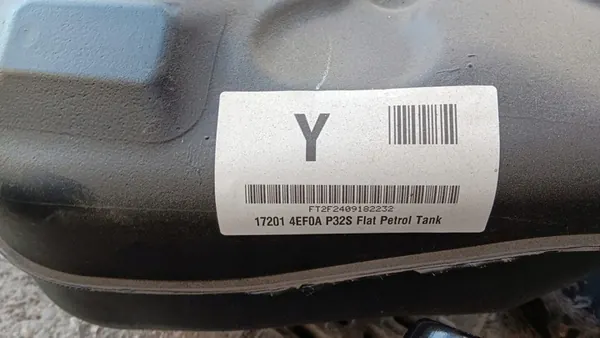 Y
FT2F2409182232
17201 4EF0A P32S Flat Petrol Tank